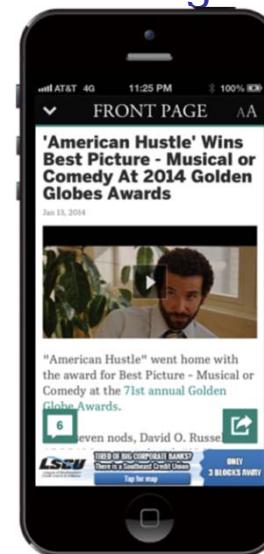 AT&T 4G 11:25 PM 100%
FRONT PAGE AA
'American Hustle' Wins
Best Picture - Musical or
Comedy At 2014 Golden
Globes Awards
Jan 13, 2014
"American Hustle" went home with
the award for Best Picture – Musical or
Comedy at the 71st annual Golden
Globe Awards.
6
seven nods, David O. Russel
LSCU
TIRED OF BIG CORPORATE BANKS?
There is a Southeast Credit Union
Tap for map
ONLY
3 BLOCKS AWAY